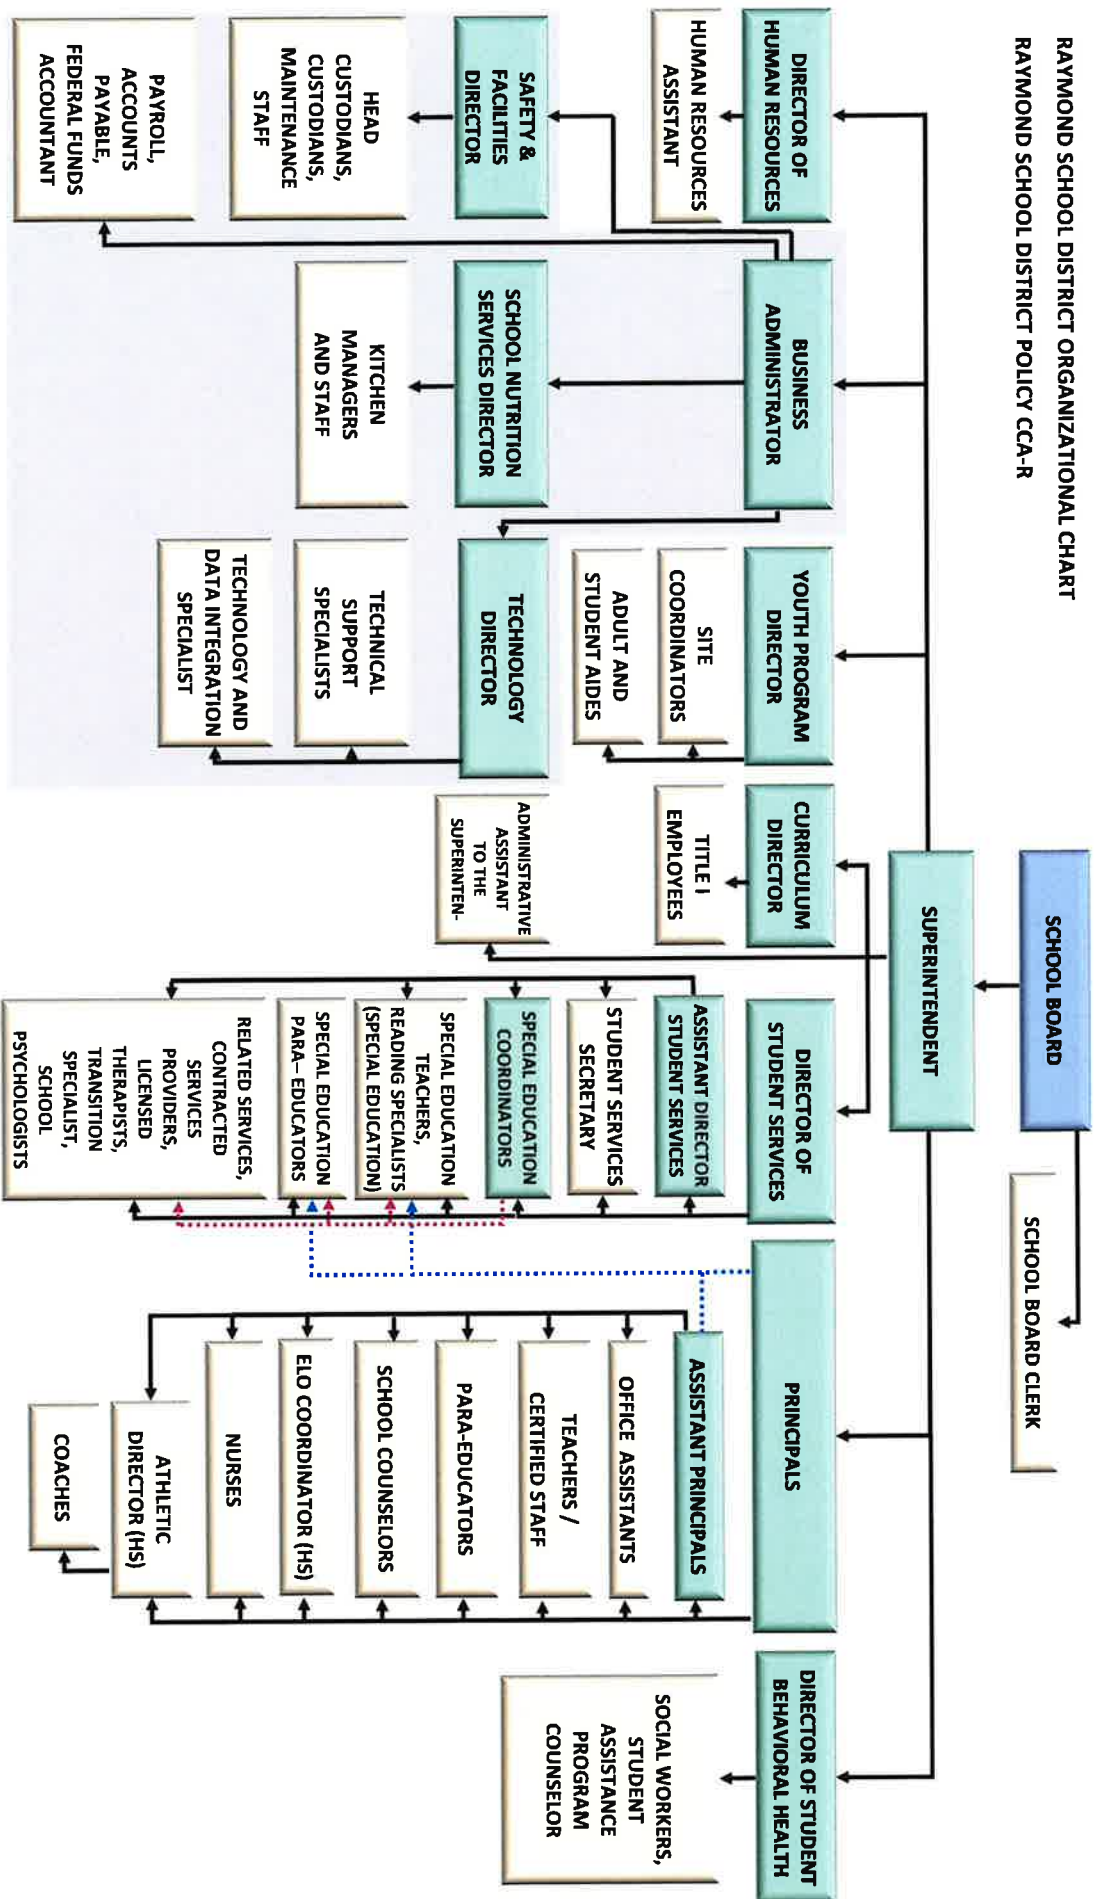 RAYMOND SCHOOL DISTRICT ORGANIZATIONAL CHART
RAYMOND SCHOOL DISTRICT POLICY CCA-R
SCHOOL BOARD
SCHOOL BOARD CLERK
SUPERINTENDENT
DIRECTOR OF
HUMAN RESOURCES
HUMAN RESOURCES
ASSISTANT
BUSINESS
ADMINISTRATOR
SAFETY &
FACILITIES
DIRECTOR
HEAD
CUSTODIANS,
CUSTODIANS,
MAINTENANCE
STAFF
PAYROLL,
ACCOUNTS
PAYABLE,
FEDERAL FUNDS
ACCOUNTANT
SCHOOL NUTRITION
SERVICES DIRECTOR
KITCHEN
MANAGERS
AND STAFF
TECHNOLOGY
DIRECTOR
TECHNICAL
SUPPORT
SPECIALISTS
TECHNOLOGY AND
DATA INTEGRATION
SPECIALIST
YOUTH PROGRAM
DIRECTOR
SITE
COORDINATORS
ADULT AND
STUDENT AIDES
CURRICULUM
DIRECTOR
TITLE I
EMPLOYEES
ADMINISTRATIVE
ASSISTANT
TO THE
SUPERINTEN-
DIRECTOR OF
STUDENT SERVICES
ASSISTANT DIRECTOR
STUDENT SERVICES
STUDENT SERVICES
SECRETARY
SPECIAL EDUCATION
COORDINATORS
SPECIAL EDUCATION
TEACHERS,
READING SPECIALISTS
(SPECIAL EDUCATION)
SPECIAL EDUCATION
PARA– EDUCATORS
RELATED SERVICES,
CONTRACTED
SERVICES
PROVIDERS,
LICENSED
THERAPISTS,
TRANSITION
SPECIALIST,
SCHOOL
PSYCHOLOGISTS
PRINCIPALS
ASSISTANT PRINCIPALS
OFFICE ASSISTANTS
TEACHERS /
CERTIFIED STAFF
PARA-EDUCATORS
SCHOOL COUNSELORS
ELO COORDINATOR (HS)
NURSES
ATHLETIC
DIRECTOR (HS)
COACHES
DIRECTOR OF STUDENT
BEHAVIORAL HEALTH
SOCIAL WORKERS,
STUDENT
ASSISTANCE
PROGRAM
COUNSELOR